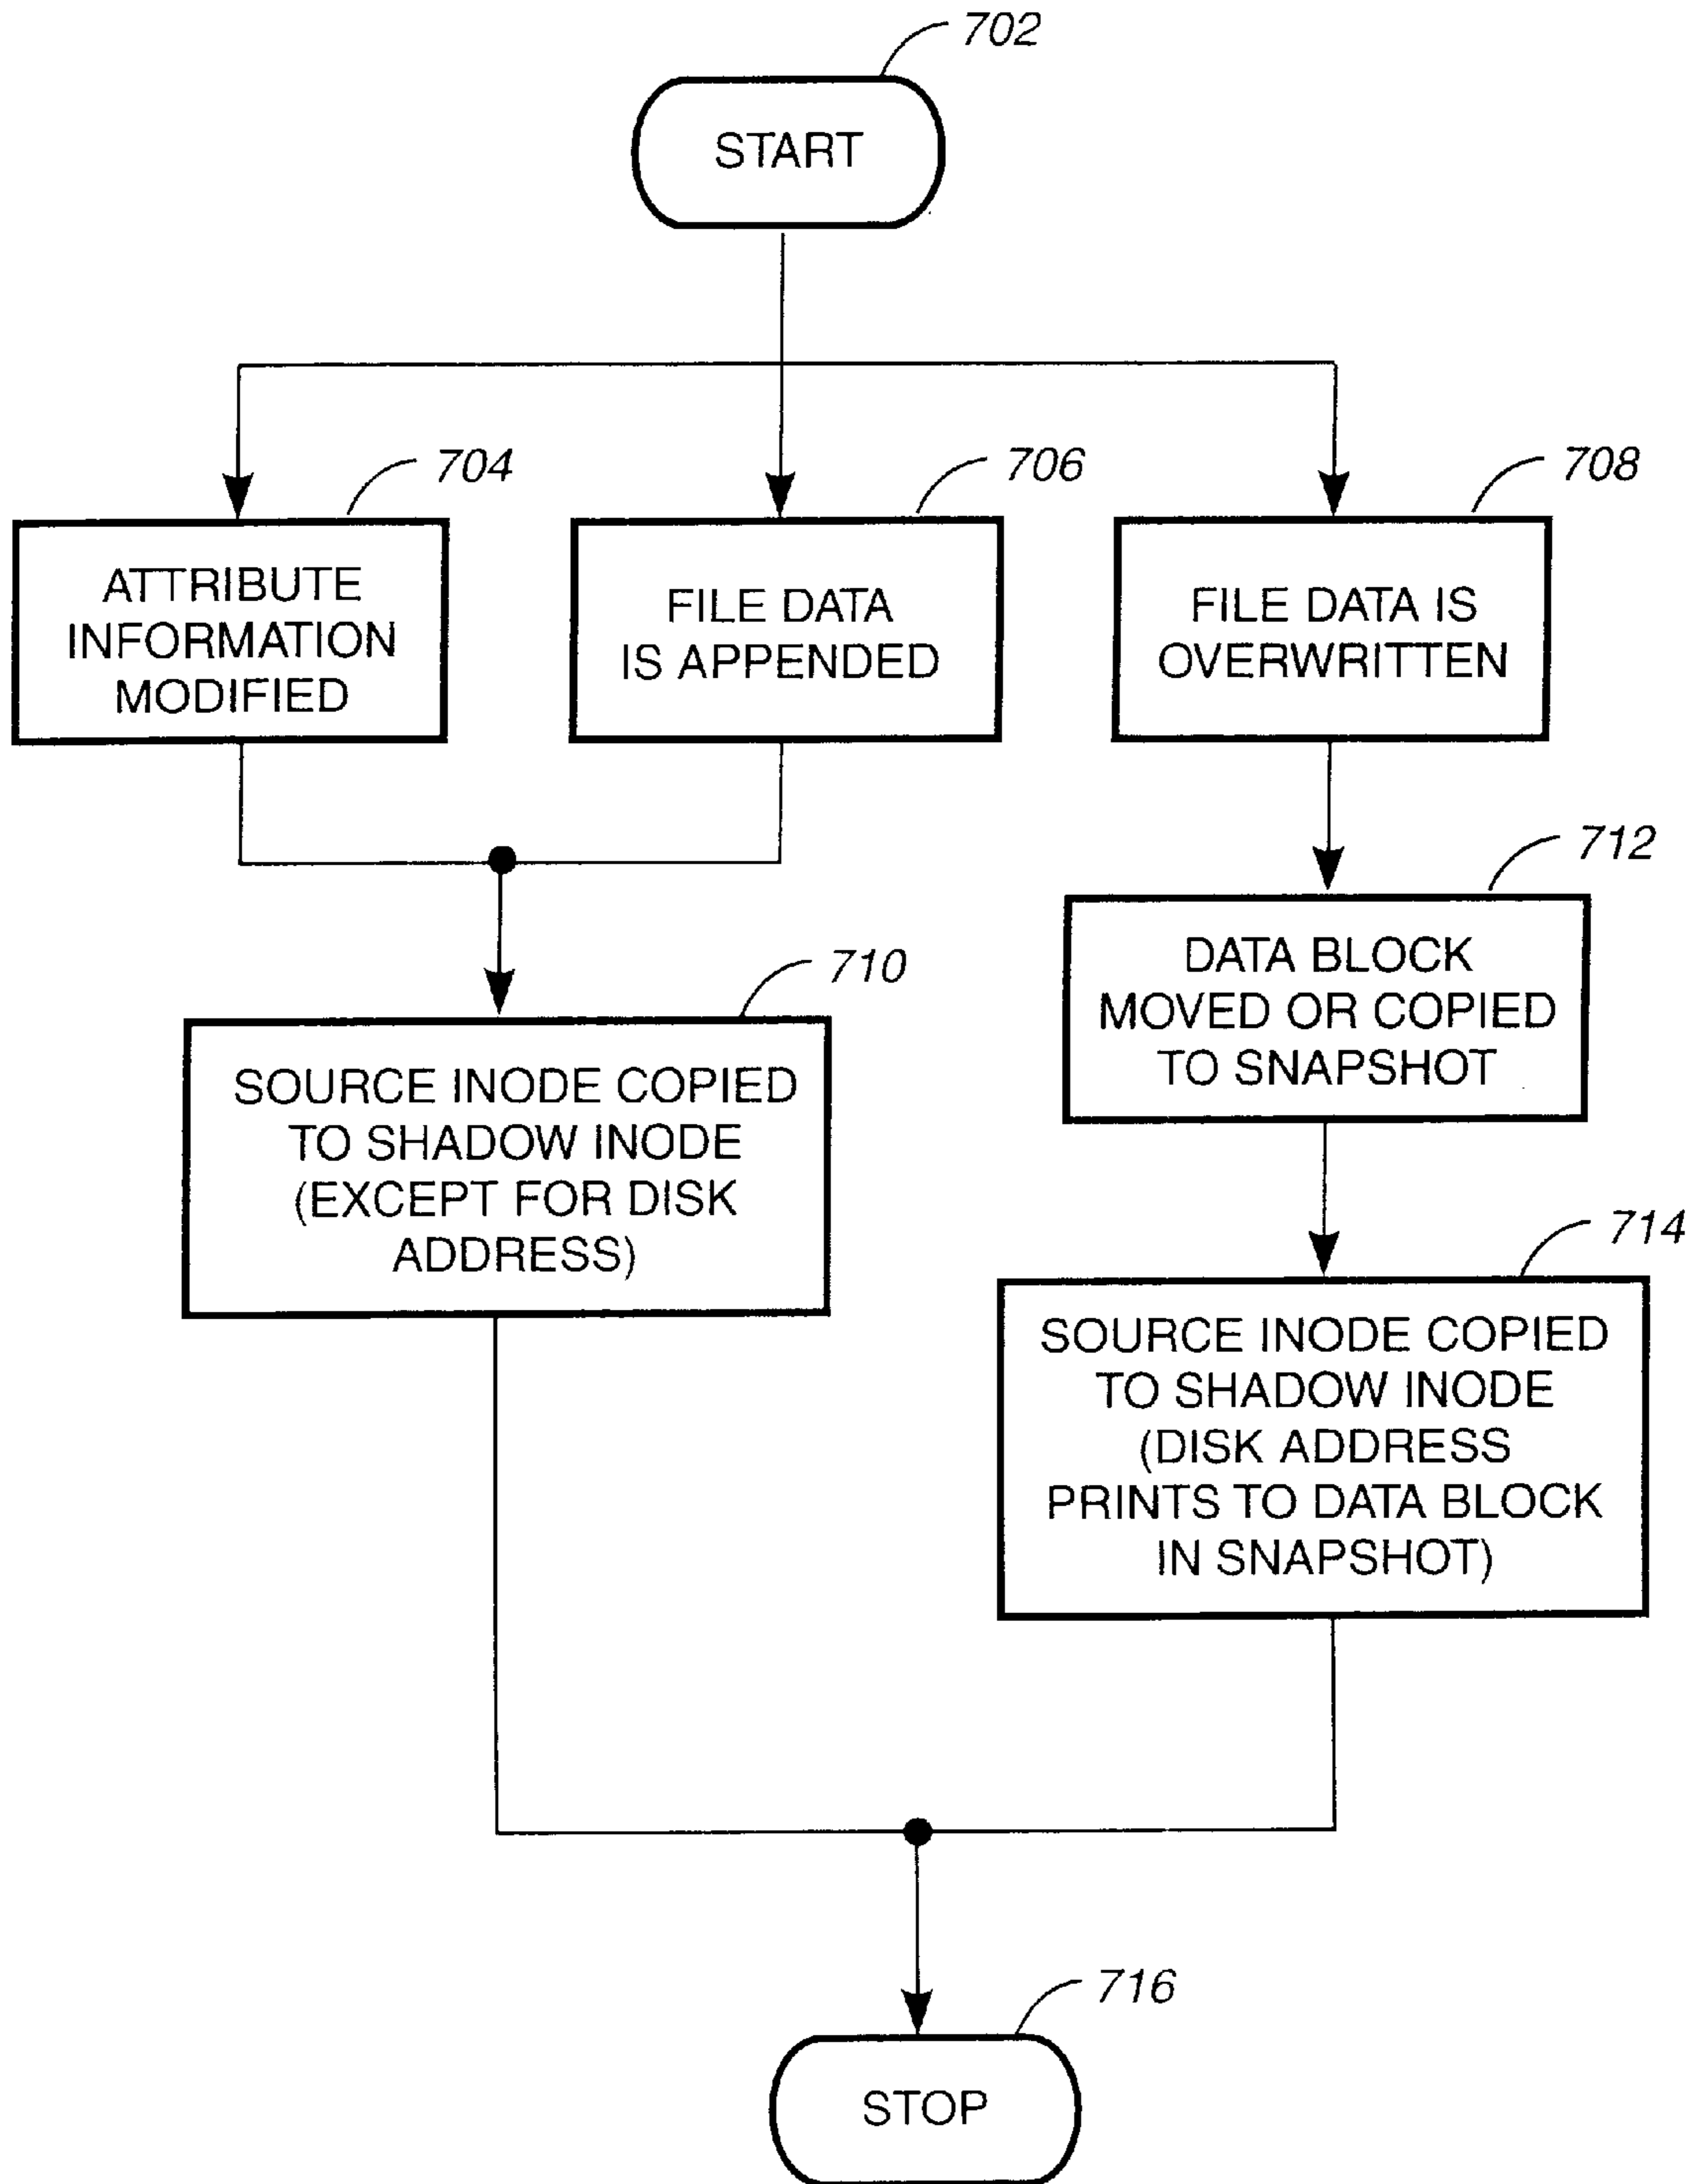 702
START
704
ATTRIBUTE
INFORMATION
MODIFIED
706
FILE DATA
IS APPENDED
708
FILE DATA IS
OVERWRITTEN
712
DATA BLOCK
MOVED OR COPIED
TO SNAPSHOT
710
SOURCE INODE COPIED
TO SHADOW INODE
(EXCEPT FOR DISK
ADDRESS)
714
SOURCE INODE COPIED
TO SHADOW INODE
(DISK ADDRESS
PRINTS TO DATA BLOCK
IN SNAPSHOT)
716
STOP